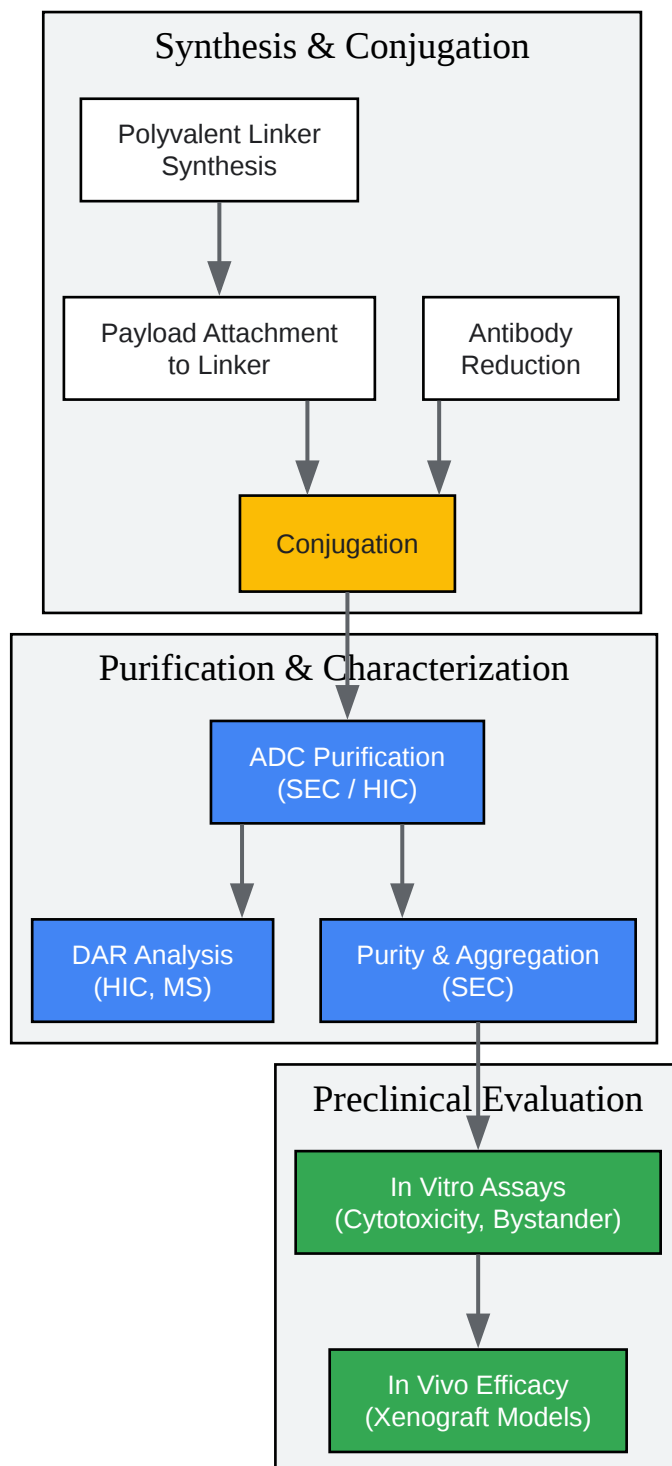 Synthesis & Conjugation
Polyvalent Linker
Synthesis
Payload Attachment
to Linker
Antibody
Reduction
Conjugation
Purification & Characterization
ADC Purification
(SEC / HIC)
DAR Analysis
(HIC, MS)
Purity & Aggregation
(SEC)
Preclinical Evaluation
In Vitro Assays
(Cytotoxicity, Bystander)
In Vivo Efficacy
(Xenograft Models)